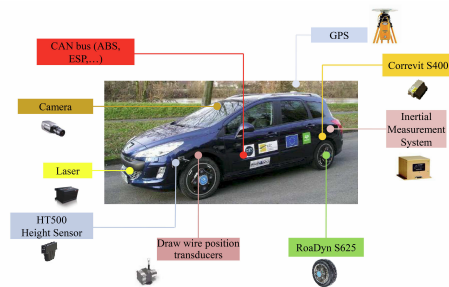 CAN bus (ABS,
ESP,...)
GPS
Correvit S400
Camera
Inertial
Measurement
System
Laser
HT500
Height Sensor
Draw wire position
transducers
RoaDyn S625